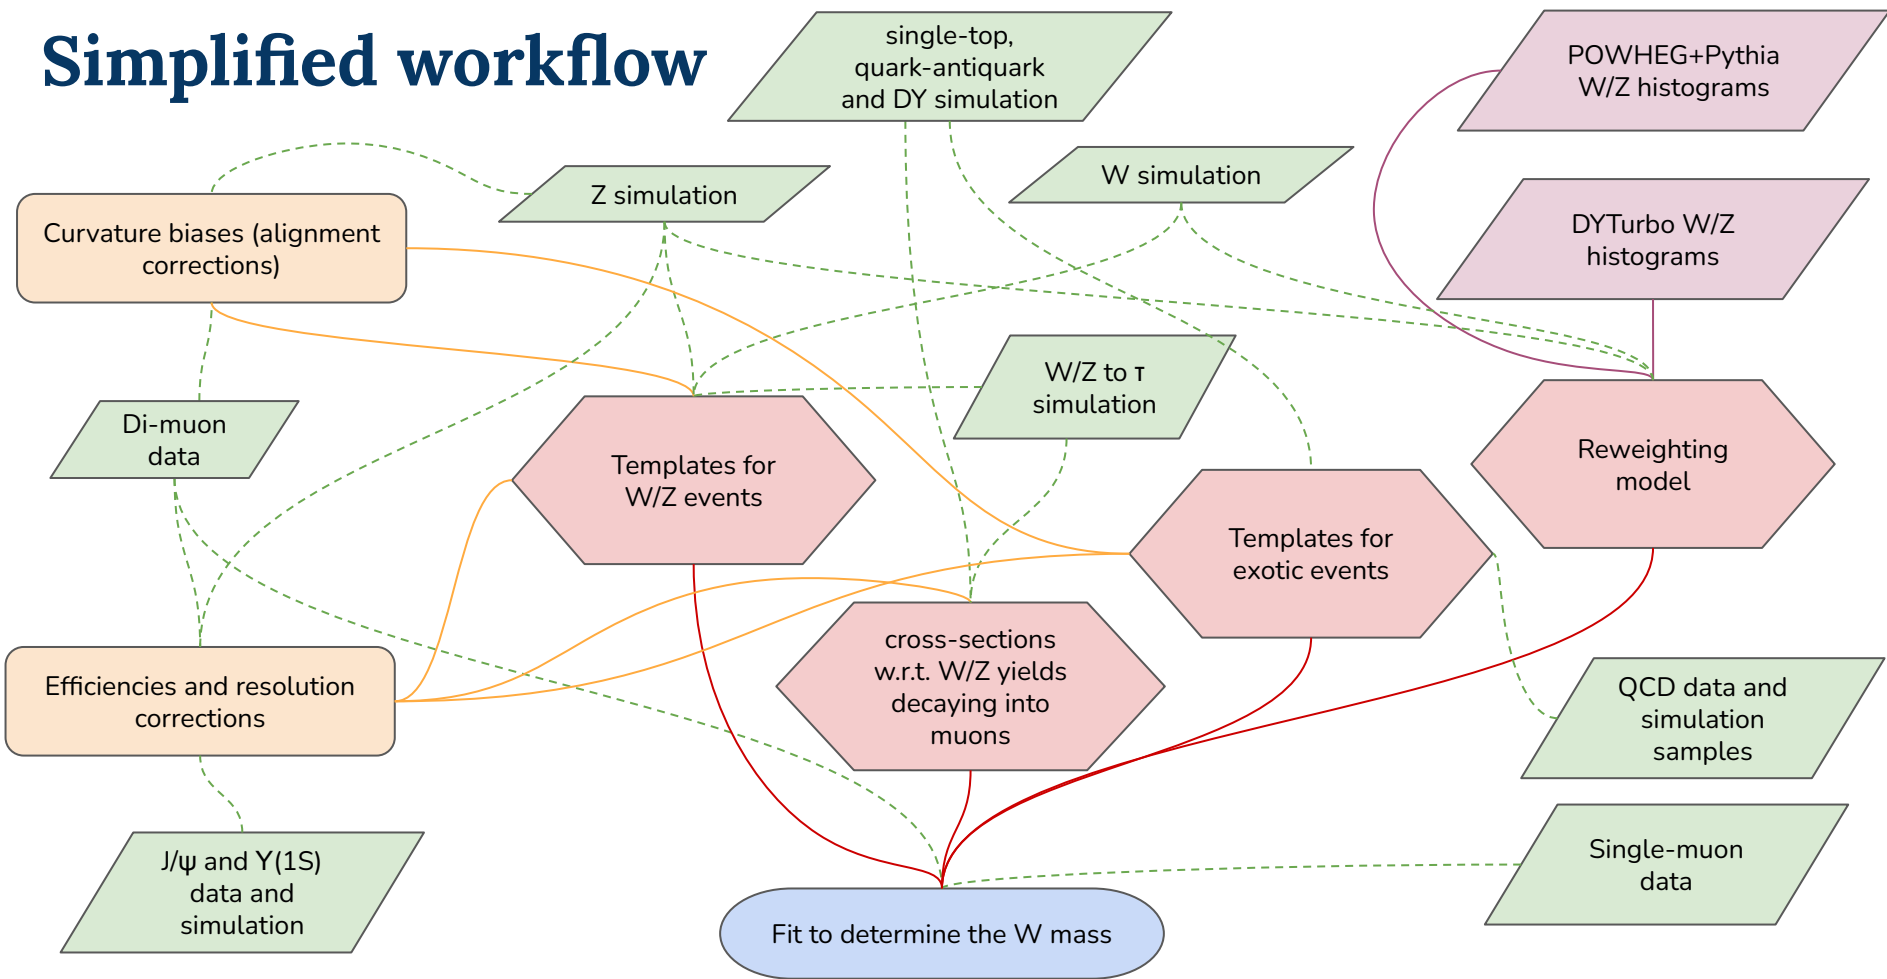 Simplified workflow
single-top,
quark-antiquark
and DY simulation
POWHEG+Pythia
W/Z histograms
Z simulation
W simulation
Curvature biases (alignment
corrections)
DYTurbo W/Z
histograms
W/Z to τ
simulation
Di-muon
data
Templates for
W/Z events
Reweighting
model
Templates for
exotic events
cross-sections
w.r.t. W/Z yields
decaying into
muons
Efficiencies and resolution
corrections
QCD data and
simulation
samples
J/ψ and Υ(1S)
data and
simulation
Single-muon
data
Fit to determine the W mass